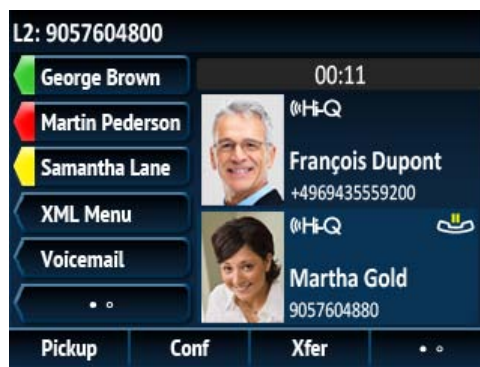 L2: 9057604800
George Brown
Martin Pederson
Samantha Lane
XML Menu
Voicemail
00:11
Hi-Q
François Dupont
+4969435559200
Hi-Q
Martha Gold
9057604880
Pickup
Conf
Xfer